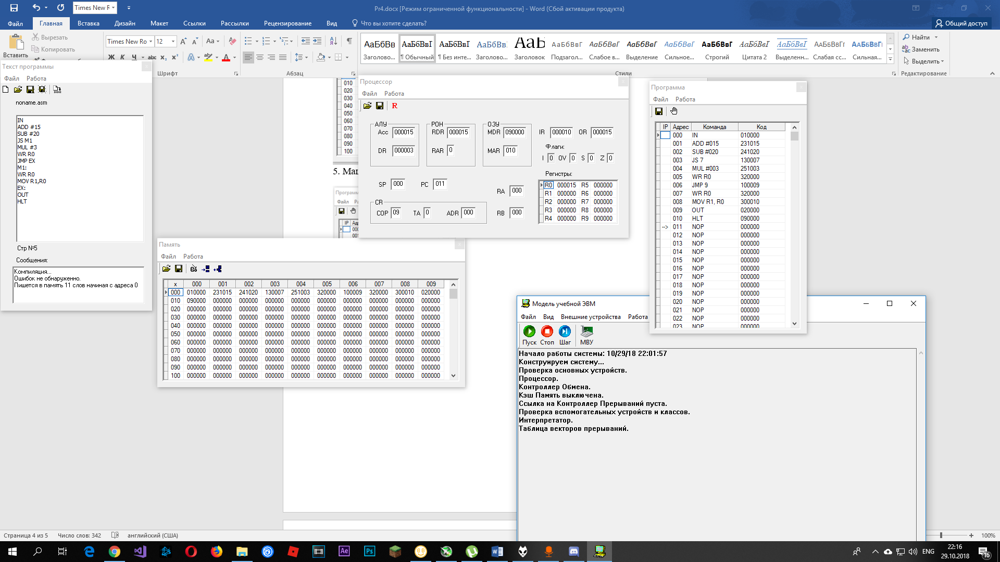 Times New R
Pr4.docx [Режим ограниченной функциональности] - Word (Сбой активации продукта)
Файл Главная Вставка Дизайн Макет Ссылки Рассылки Рецензирование Вид Что вы хотите сделать? Общий доступ
Вставить
Вырезать
Копировать
Times New Ro 12
Ж К Ч abc x₂ x²
Шрифт
Абзац
АаБбВв АаБбВвІ АаБбВвІ АаБбВв АаБ АаБбВвГ АаБбВвГ АаБбВвГ АаБбВвГ АаБбВвГ АаБбВвГ АаБбВвІ АаБбВвГг АаБбВвГ
Заголово... ¶ Обычный ¶ Без инте... Заголово... Заголовок Подзагол... Слабое в... Выделение Сильное... Строгий Цитата 2 Выделенн... Слабая сс... Сильная...
Стили
Найти
Заменить
Выделить
Редактирование
Текст программы
Файл Работа
noname.asm
IN
ADD #15
SUB #20
JS M1
MUL #3
WR R0
JMP EX
M1:
WR R0
MOV R1,R0
EX:
OUT
HLT
Стр №5
Сообщения:
Компиляция...
Ошибок не обнаруженно.
Пишется в память 11 слов начиная с адреса 0
010
020
030
040
050
060
070
080
090
100
5. Маш
Програм
Файл
IP
Процессор
Файл Работа
R
АЛУ
Acc 000015
DR 000003
РОН
RDR 000015
RAR 0
ОЗУ
MDR 090000
MAR 010
IR 000010 OR 000015
Флаги:
I 0 OV 0 S 0 Z 0
Регистры:
R0 000015 R5 000000
R1 000000 R6 000000
R2 000000 R7 000000
R3 000000 R8 000000
R4 000000 R9 000000
SP 000 PC 011
RA 000
CR
COP 09 TA 0 ADR 000
RB 000
Память
Файл Работа
GO
x 000 001 002 003 004 005 006 007 008 009
000 010000 231015 241020 130007 251003 320000 100009 320000 300010 020000
010 090000 000000 000000 000000 000000 000000 000000 000000 000000 000000
020 000000 000000 000000 000000 000000 000000 000000 000000 000000 000000
030 000000 000000 000000 000000 000000 000000 000000 000000 000000 000000
040 000000 000000 000000 000000 000000 000000 000000 000000 000000 000000
050 000000 000000 000000 000000 000000 000000 000000 000000 000000 000000
060 000000 000000 000000 000000 000000 000000 000000 000000 000000 000000
070 000000 000000 000000 000000 000000 000000 000000 000000 000000 000000
080 000000 000000 000000 000000 000000 000000 000000 000000 000000 000000
090 000000 000000 000000 000000 000000 000000 000000 000000 000000 000000
100 000000 000000 000000 000000 000000 000000 000000 000000 000000 000000
Программа
Файл Работа
IP Адрес Команда Код
000 IN 010000
001 ADD #015 231015
002 SUB #020 241020
003 JS 7 130007
004 MUL #003 251003
005 WR R0 320000
006 JMP 9 100009
007 WR R0 320000
008 MOV R1, R0 300010
009 OUT 020000
010 HLT 090000
--> 011 NOP 000000
012 NOP 000000
013 NOP 000000
014 NOP 000000
015 NOP 000000
016 NOP 000000
017 NOP 000000
018 NOP 000000
019 NOP 000000
020 NOP 000000
021 NOP 000000
022 NOP 000000
023 NOP 000000
Модель учебной ЭВМ
Файл Вид Внешние устройства Работа
Пуск Стоп Шаг МВУ
Начало работы системы: 10/29/18 22:01:57
Конструируем систему...
Проверка основных устройств.
Процессор.
Контроллер Обмена.
Кэш Память выключена.
Ссылка на Контроллер Прерываний пуста.
Проверка вспомогательных устройств и классов.
Интерпретатор.
Таблица векторов прерываний.
Страница 4 из 5 Число слов: 342 английский (США) 100%
Ae Ps
ENG
22:16
29.10.2018
16